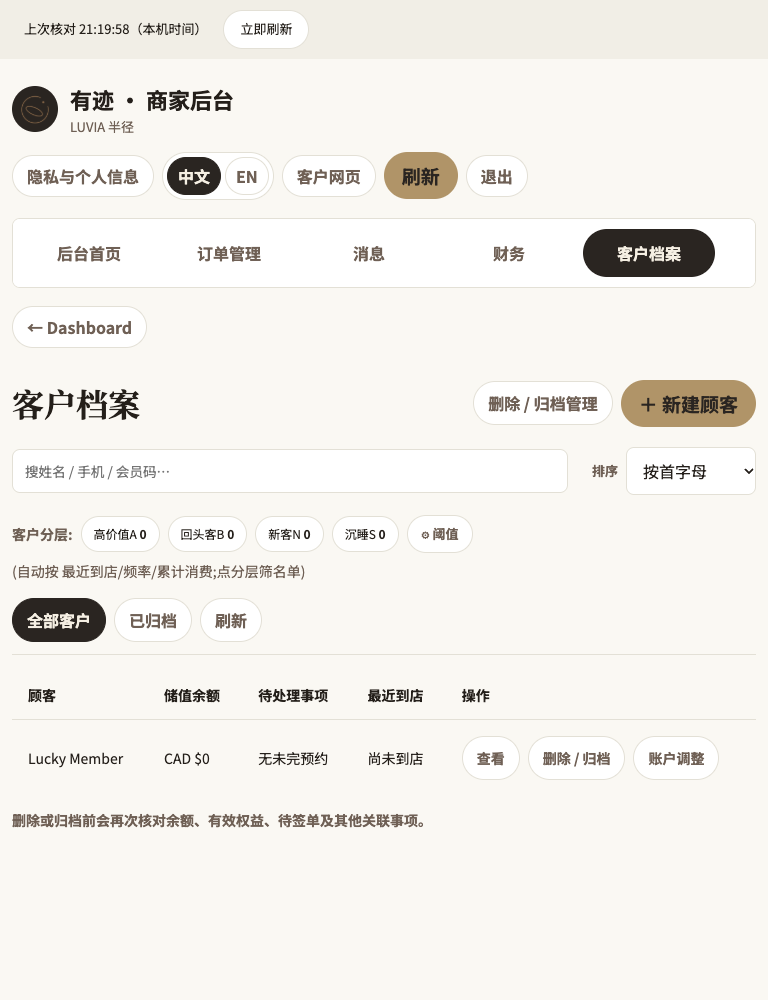 上次核对 21:19:58（本机时间） 立即刷新
有迹 · 商家后台
LUVIA 半径
隐私与个人信息 中文 EN 客户网页 刷新 退出
后台首页 订单管理 消息 财务 客户档案
← Dashboard
客户档案 删除 / 归档管理 ＋ 新建顾客
搜姓名 / 手机 / 会员码… 排序 按首字母
客户分层: 高价值A 0 回头客B 0 新客N 0 沉睡S 0 ⚙ 阈值
(自动按 最近到店/频率/累计消费;点分层筛名单)
全部客户 已归档 刷新
顾客 储值余额 待处理事项 最近到店 操作
Lucky Member CAD $0 无未完预约 尚未到店 查看 删除 / 归档 账户调整
删除或归档前会再次核对余额、有效权益、待签单及其他关联事项。